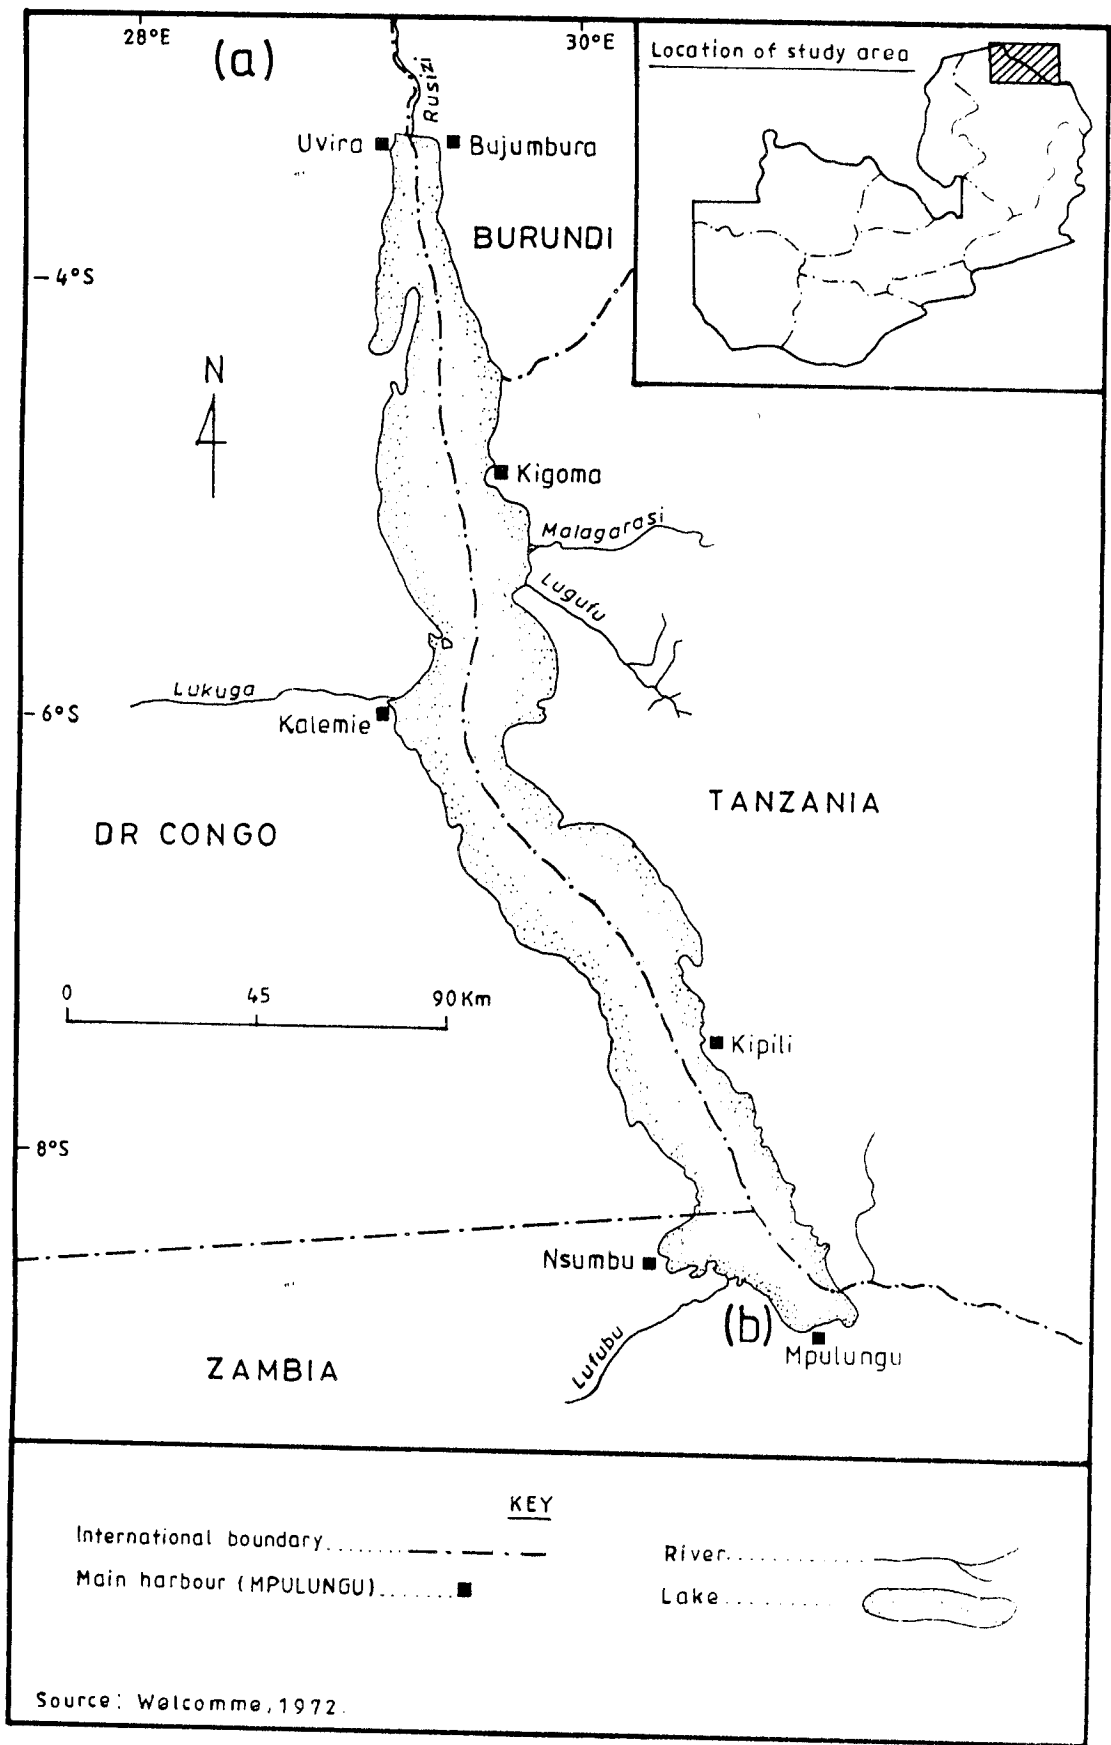 28°E
(a)
30°E
Location of study area
Rusizi
Uvira
Bujumbura
BURUNDI
4°S
N
Kigoma
Malagarasi
Lugufu
Lukuga
6°S
Kalemie
TANZANIA
DR CONGO
0 45 90 Km
Kipili
8°S
Nsumbu
(b)
Lufubu
Mpulungu
ZAMBIA
KEY
International boundary
River
Main harbour (MPULUNGU)
Lake
Source: Welcomme, 1972.